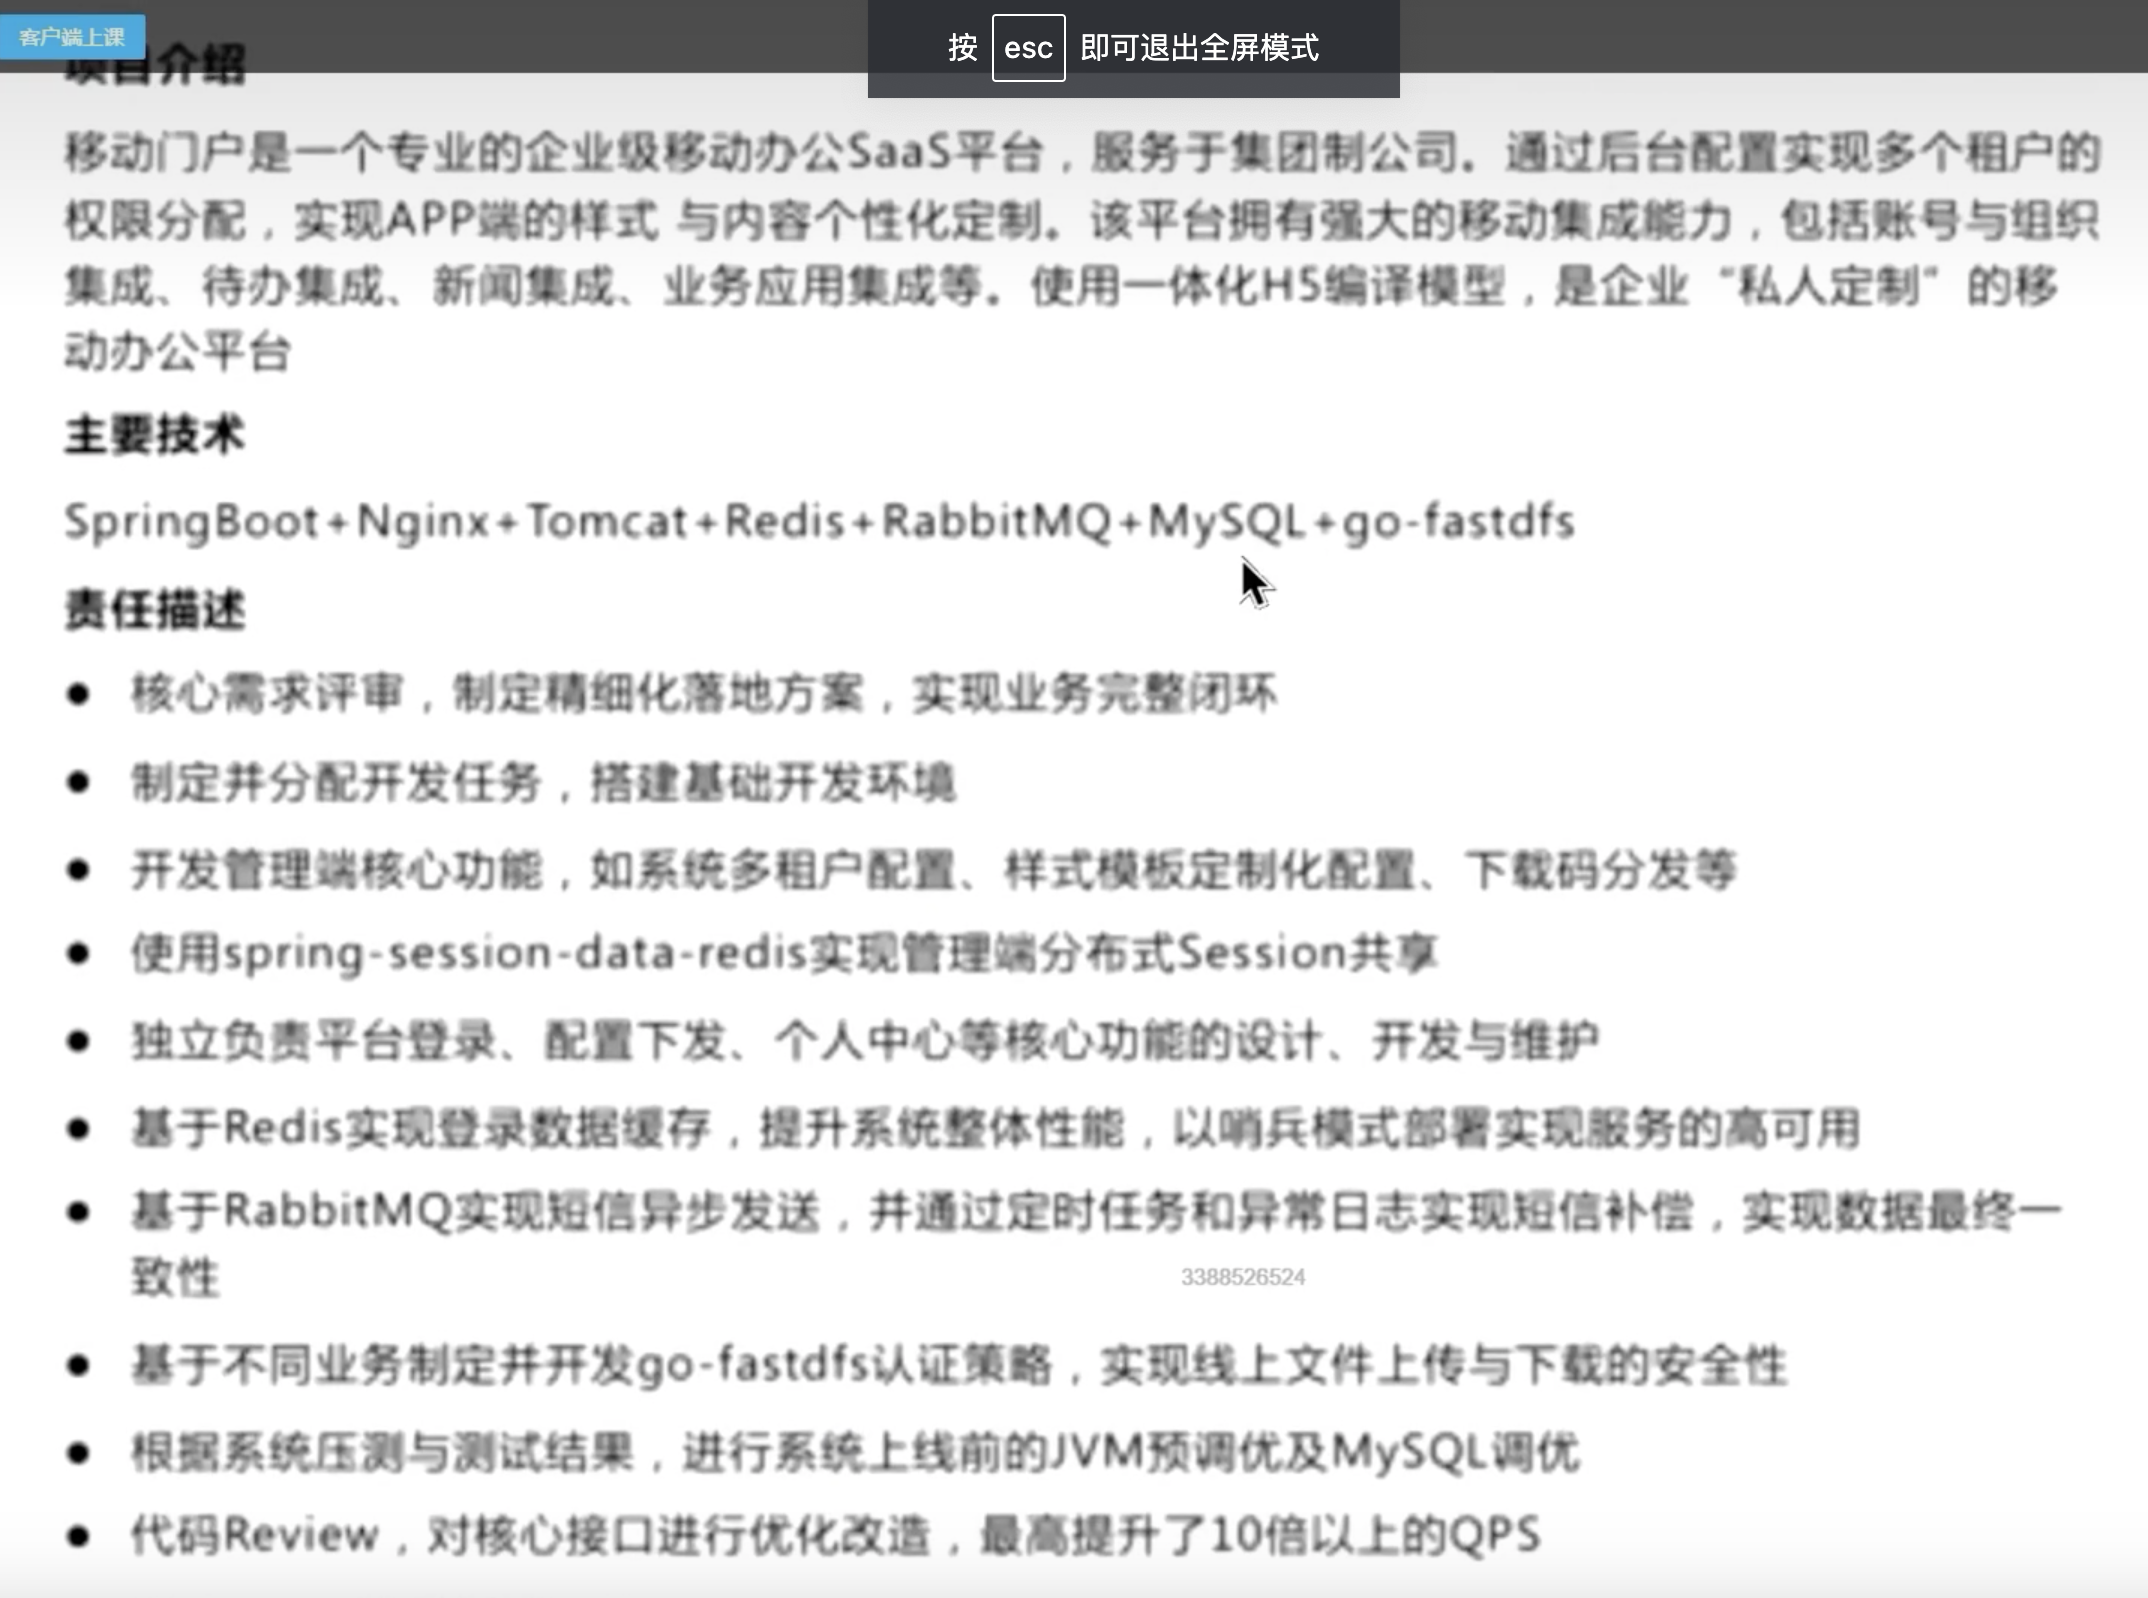 客户端上课
按 esc 即可退出全屏模式
项目介绍
移动门户是一个专业的企业级移动办公SaaS平台，服务于集团制公司。通过后台配置实现多个租户的
权限分配，实现APP端的样式 与内容个性化定制。该平台拥有强大的移动集成能力，包括账号与组织
集成、待办集成、新闻集成、业务应用集成等。使用一体化H5编译模型，是企业“私人定制”的移
动办公平台
主要技术
SpringBoot+Nginx+Tomcat+Redis+RabbitMQ+MySQL+go-fastdfs
责任描述
● 核心需求评审，制定精细化落地方案，实现业务完整闭环
● 制定并分配开发任务，搭建基础开发环境
● 开发管理端核心功能，如系统多租户配置、样式模板定制化配置、下载码分发等
● 使用spring-session-data-redis实现管理端分布式Session共享
● 独立负责平台登录、配置下发、个人中心等核心功能的设计、开发与维护
● 基于Redis实现登录数据缓存，提升系统整体性能，以哨兵模式部署实现服务的高可用
● 基于RabbitMQ实现短信异步发送，并通过定时任务和异常日志实现短信补偿，实现数据最终一
致性
3388526524
● 基于不同业务制定并开发go-fastdfs认证策略，实现线上文件上传与下载的安全性
● 根据系统压测与测试结果，进行系统上线前的JVM预调优及MySQL调优
● 代码Review，对核心接口进行优化改造，最高提升了10倍以上的QPS